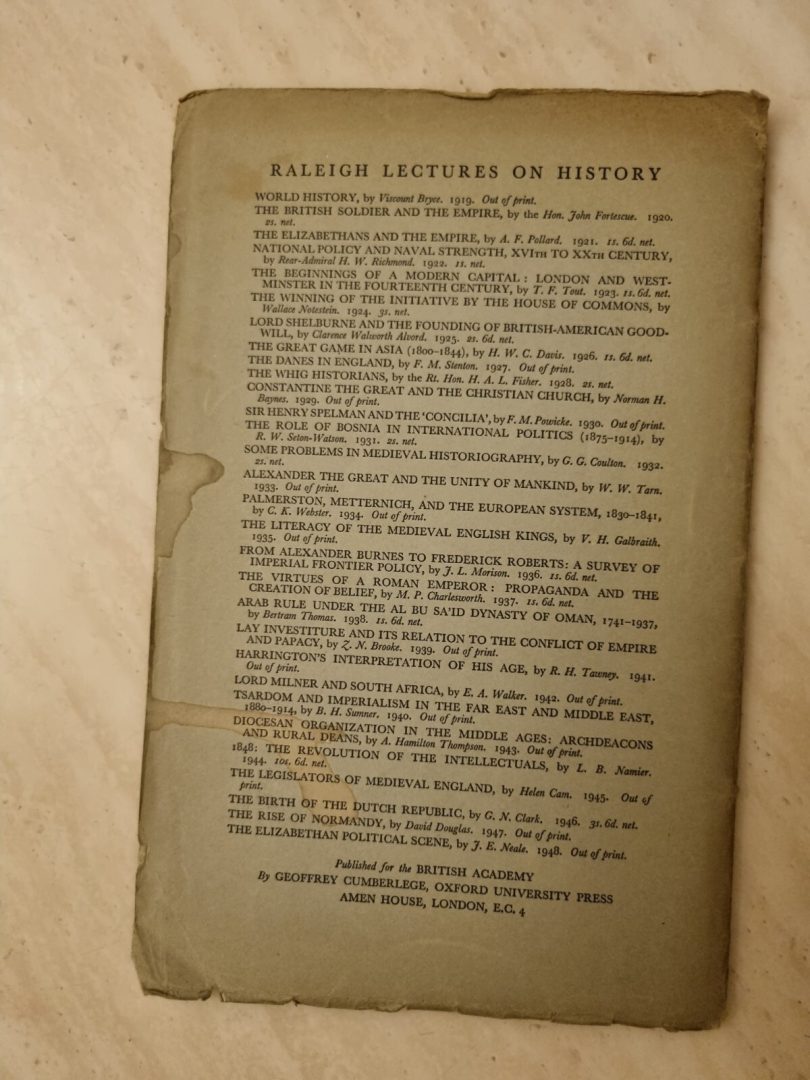 RALEIGH LECTURES ON HISTORY
WORLD HISTORY, by Viscount Bryce. 1919. Out of print.
THE BRITISH SOLDIER AND THE EMPIRE, by the Hon. John Fortescue. 1920.
2s. net.
THE ELIZABETHANS AND THE EMPIRE, by A. F. Pollard. 1921. 1s. 6d. net.
NATIONAL POLICY AND NAVAL STRENGTH, XVITH TO XXTH CENTURY,
by Rear-Admiral H. W. Richmond. 1922. 1s. net.
THE BEGINNINGS OF A MODERN CAPITAL: LONDON AND WEST-
MINSTER IN THE FOURTEENTH CENTURY, by T. F. Tout. 1923. 1s. 6d. net.
THE WINNING OF THE INITIATIVE BY THE HOUSE OF COMMONS, by
Wallace Notestein. 1924. 3s. net.
LORD SHELBURNE AND THE FOUNDING OF BRITISH-AMERICAN GOOD-
WILL, by Clarence Walworth Alvord. 1925. 2s. 6d. net.
THE GREAT GAME IN ASIA (1800–1844), by H. W. C. Davis. 1926. 1s. 6d. net.
THE DANES IN ENGLAND, by F. M. Stenton. 1927. Out of print.
THE WHIG HISTORIANS, by the Rt. Hon. H. A. L. Fisher. 1928. 2s. net.
CONSTANTINE THE GREAT AND THE CHRISTIAN CHURCH, by Norman H.
Baynes. 1929. Out of print.
SIR HENRY SPELMAN AND THE ‘CONCILIA’, by F. M. Powicke. 1930. Out of print.
THE ROLE OF BOSNIA IN INTERNATIONAL POLITICS (1875–1914), by
R. W. Seton-Watson. 1931. 2s. net.
SOME PROBLEMS IN MEDIEVAL HISTORIOGRAPHY, by G. G. Coulton. 1932.
2s. net.
ALEXANDER THE GREAT AND THE UNITY OF MANKIND, by W. W. Tarn.
1933. Out of print.
PALMERSTON, METTERNICH, AND THE EUROPEAN SYSTEM, 1830–1841,
by C. K. Webster. 1934. Out of print.
THE LITERACY OF THE MEDIEVAL ENGLISH KINGS, by V. H. Galbraith.
1935. Out of print.
FROM ALEXANDER BURNES TO FREDERICK ROBERTS: A SURVEY OF
IMPERIAL FRONTIER POLICY, by J. L. Morison. 1936. 1s. 6d. net.
THE VIRTUES OF A ROMAN EMPEROR: PROPAGANDA AND THE
CREATION OF BELIEF, by M. P. Charlesworth. 1937. 1s. 6d. net.
ARAB RULE UNDER THE AL BU SA'ID DYNASTY OF OMAN, 1741–1937,
by Bertram Thomas. 1938. 1s. 6d. net.
LAY INVESTITURE AND ITS RELATION TO THE CONFLICT OF EMPIRE
AND PAPACY, by Z. N. Brooke. 1939. Out of print.
HARRINGTON'S INTERPRETATION OF HIS AGE, by R. H. Tawney. 1941.
Out of print.
LORD MILNER AND SOUTH AFRICA, by E. A. Walker. 1942. Out of print.
TSARDOM AND IMPERIALISM IN THE FAR EAST AND MIDDLE EAST,
1880–1914, by B. H. Sumner. 1940. Out of print.
DIOCESAN ORGANIZATION IN THE MIDDLE AGES: ARCHDEACONS
AND RURAL DEANS, by A. Hamilton Thompson. 1943. Out of print.
1848: THE REVOLUTION OF THE INTELLECTUALS, by L. B. Namier.
1944. 10s. 6d. net.
THE LEGISLATORS OF MEDIEVAL ENGLAND, by Helen Cam. 1945. Out of
print.
THE BIRTH OF THE DUTCH REPUBLIC, by G. N. Clark. 1946. 3s. 6d. net.
THE RISE OF NORMANDY, by David Douglas. 1947. Out of print.
THE ELIZABETHAN POLITICAL SCENE, by J. E. Neale. 1948. Out of print.
Published for the BRITISH ACADEMY
By GEOFFREY CUMBERLEGE, OXFORD UNIVERSITY PRESS
AMEN HOUSE, LONDON, E.C. 4